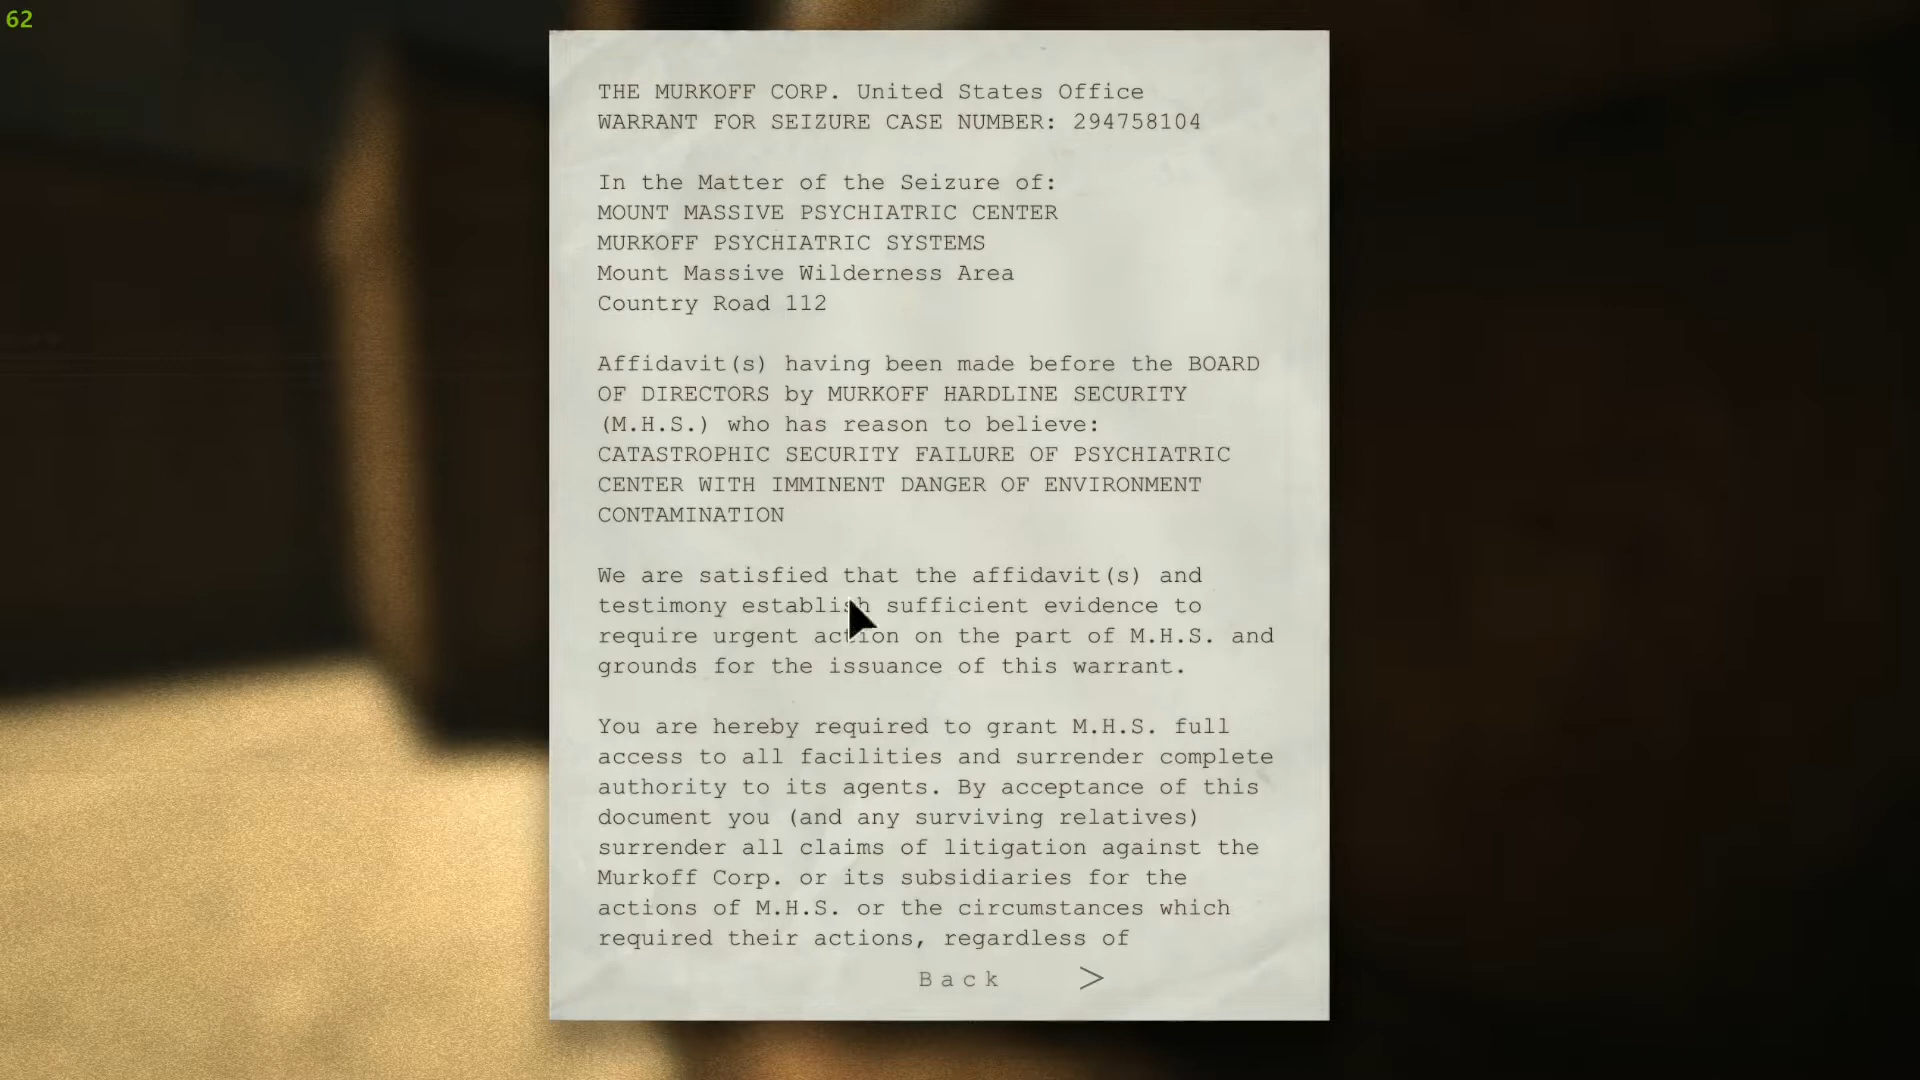 62
THE MURKOFF CORP. United States Office
WARRANT FOR SEIZURE CASE NUMBER: 294758104
In the Matter of the Seizure of:
MOUNT MASSIVE PSYCHIATRIC CENTER
MURKOFF PSYCHIATRIC SYSTEMS
Mount Massive Wilderness Area
Country Road 112
Affidavit(s) having been made before the BOARD
OF DIRECTORS by MURKOFF HARDLINE SECURITY
(M.H.S.) who has reason to believe:
CATASTROPHIC SECURITY FAILURE OF PSYCHIATRIC
CENTER WITH IMMINENT DANGER OF ENVIRONMENT
CONTAMINATION
We are satisfied that the affidavit(s) and
testimony establish sufficient evidence to
require urgent action on the part of M.H.S. and
grounds for the issuance of this warrant.
You are hereby required to grant M.H.S. full
access to all facilities and surrender complete
authority to its agents. By acceptance of this
document you (and any surviving relatives)
surrender all claims of litigation against the
Murkoff Corp. or its subsidiaries for the
actions of M.H.S. or the circumstances which
required their actions, regardless of
Back >